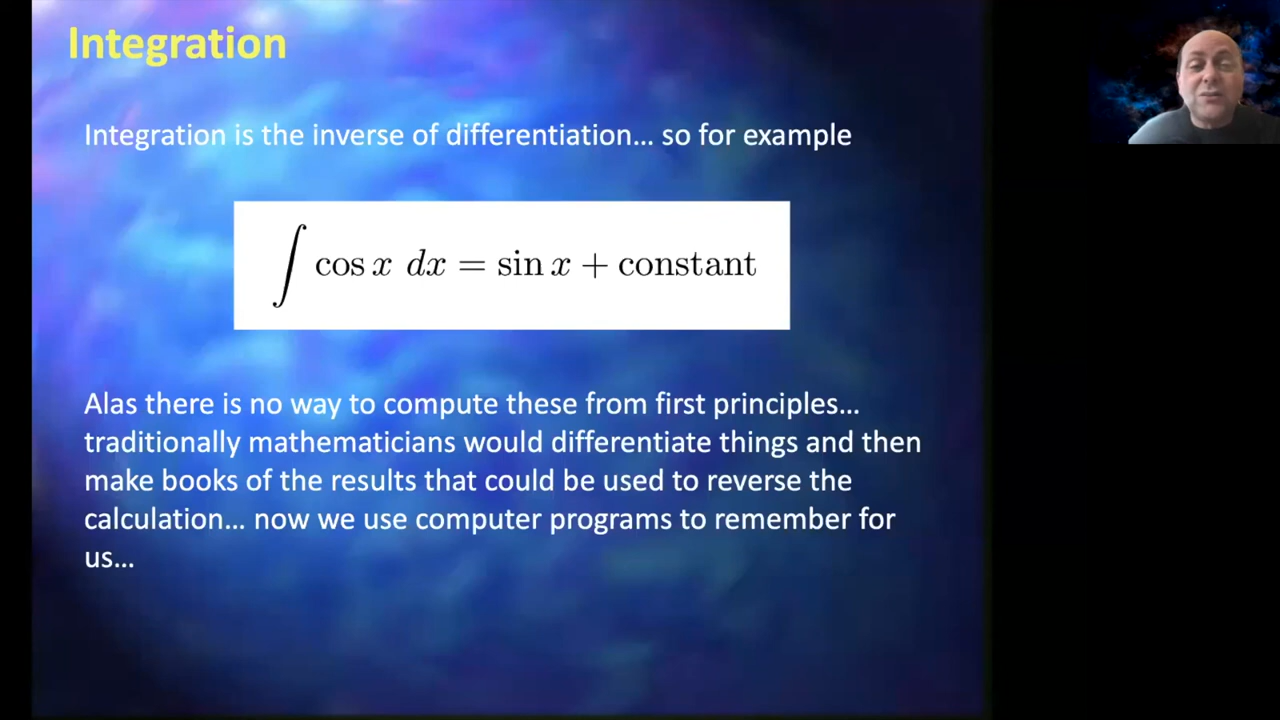 Integration
Integration is the inverse of differentiation... so for example
∫ cos x dx = sin x + constant
Alas there is no way to compute these from first principles...
traditionally mathematicians would differentiate things and then
make books of the results that could be used to reverse the
calculation... now we use computer programs to remember for
us...